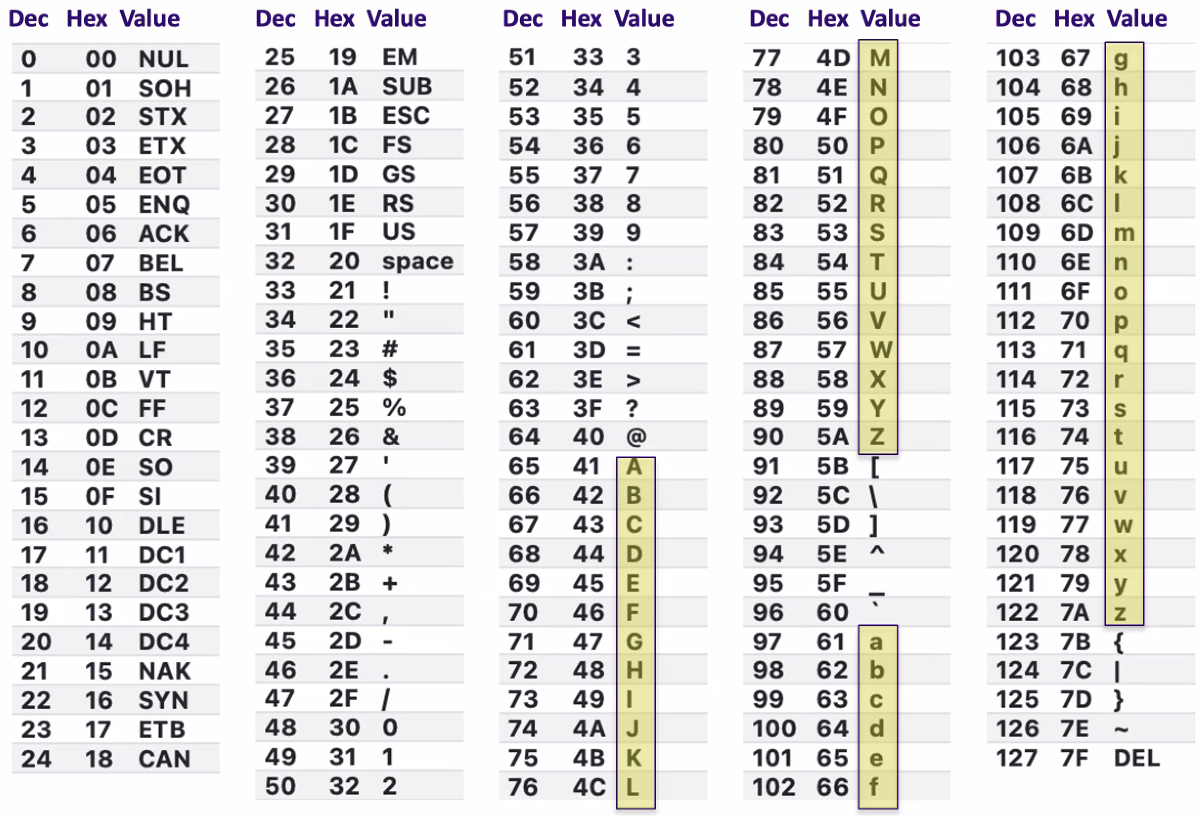 Dec Hex Value Dec Hex Value Dec Hex Value Dec Hex Value Dec Hex Value
0 00 NUL 25 19 EM 51 33 3 77 4D M 103 67 g
1 01 SOH 26 1A SUB 52 34 4 78 4E N 104 68 h
2 02 STX 27 1B ESC 53 35 5 79 4F O 105 69 i
3 03 ETX 28 1C FS 54 36 6 80 50 P 106 6A j
4 04 EOT 29 1D GS 55 37 7 81 51 Q 107 6B k
5 05 ENQ 30 1E RS 56 38 8 82 52 R 108 6C l
6 06 ACK 31 1F US 57 39 9 83 53 S 109 6D m
7 07 BEL 32 20 space 58 3A : 84 54 T 110 6E n
8 08 BS 33 21 ! 59 3B ; 85 55 U 111 6F o
9 09 HT 34 22 " 60 3C < 86 56 V 112 70 p
10 0A LF 35 23 # 61 3D = 87 57 W 113 71 q
11 0B VT 36 24 $ 62 3E > 88 58 X 114 72 r
12 0C FF 37 25 % 63 3F ? 89 59 Y 115 73 s
13 0D CR 38 26 & 64 40 @ 90 5A Z 116 74 t
14 0E SO 39 27 ' 65 41 A 91 5B [ 117 75 u
15 0F SI 40 28 ( 66 42 B 92 5C \ 118 76 v
16 10 DLE 41 29 ) 67 43 C 93 5D ] 119 77 w
17 11 DC1 42 2A * 68 44 D 94 5E ^ 120 78 x
18 12 DC2 43 2B + 69 45 E 95 5F _ 121 79 y
19 13 DC3 44 2C , 70 46 F 96 60 ` 122 7A z
20 14 DC4 45 2D - 71 47 G 97 61 a 123 7B {
21 15 NAK 46 2E . 72 48 H 98 62 b 124 7C |
22 16 SYN 47 2F / 73 49 I 99 63 c 125 7D }
23 17 ETB 48 30 0 74 4A J 100 64 d 126 7E ~
24 18 CAN 49 31 1 75 4B K 101 65 e 127 7F DEL
50 32 2 76 4C L 102 66 f